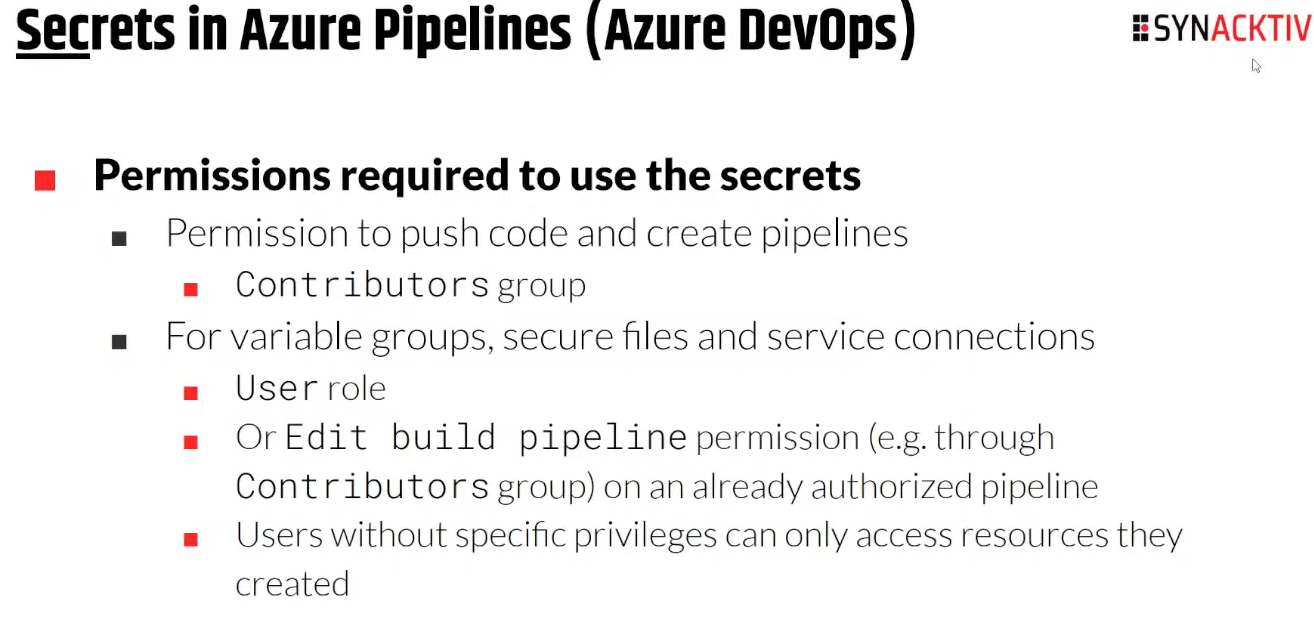 Secrets in Azure Pipelines (Azure DevOps)
SYNACKTIV
Permissions required to use the secrets
Permission to push code and create pipelines
Contributors group
For variable groups, secure files and service connections
User role
Or Edit build pipeline permission (e.g. through
Contributors group) on an already authorized pipeline
Users without specific privileges can only access resources they
created